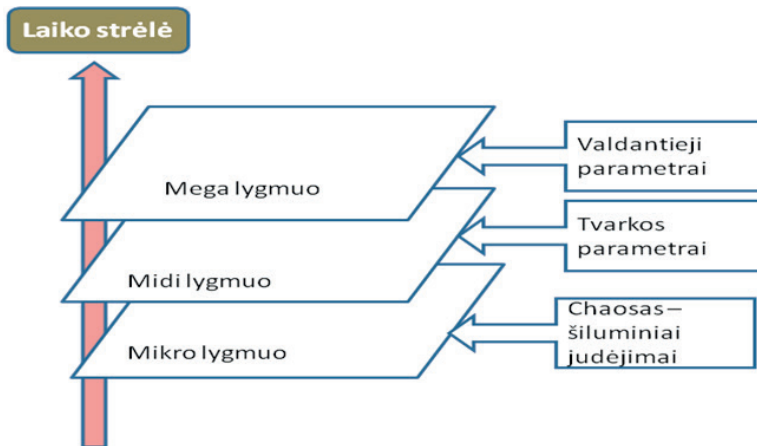 Laiko strėlė
Valdantieji
parametrai
Mega lygmuo
Tvarkos
parametrai
Midi lygmuo
Chaosas–
šiluminiai
judėjimai
Mikro lygmuo